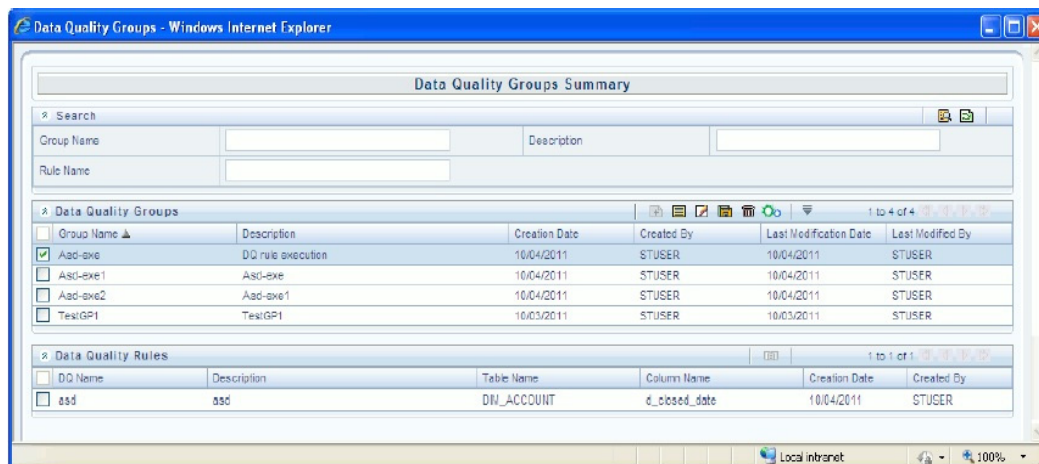 Data Quality Groups - Windows Internet Explorer
Data Quality Groups Summary
Search
Group Name Description
Rule Name
Data Quality Groups 1 to 4 of 4
Group Name Description Creation Date Created By Last Modification Date Last Modified By
Asd-exe DQ rule execution 10/04/2011 STUSER 10/04/2011 STUSER
Asd-exe1 Asd-exe 10/04/2011 STUSER 10/04/2011 STUSER
Asd-exe2 Asd-exe1 10/04/2011 STUSER 10/04/2011 STUSER
TestGP1 TestGP1 10/03/2011 STUSER 10/03/2011 STUSER
Data Quality Rules 1 to 1 of 1
DQ Name Description Table Name Column Name Creation Date Created By
asd asd DIM_ACCOUNT d_closed_date 10/04/2011 STUSER
Local intranet 100%